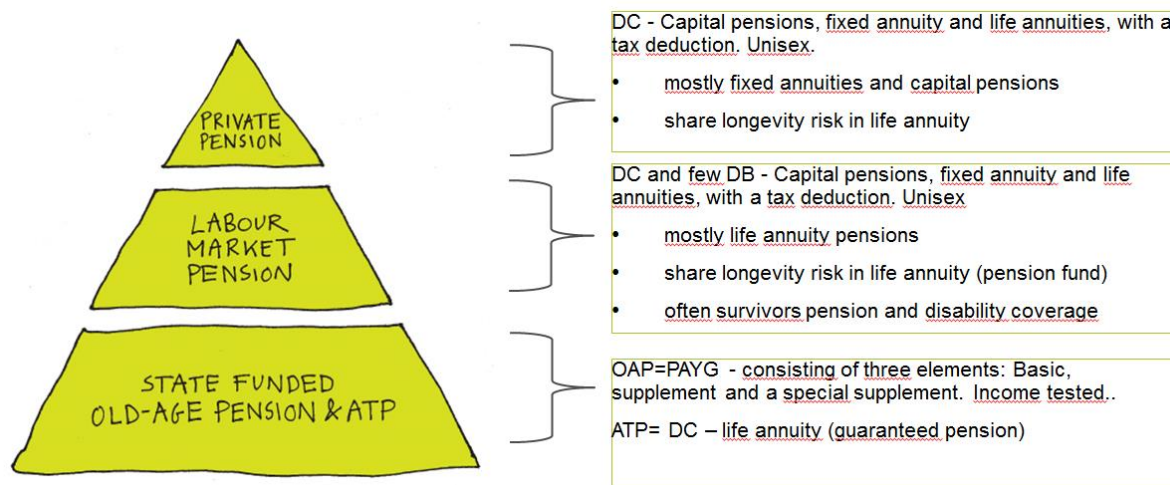 PRIVATE
PENSION
DC - Capital pensions, fixed annuity and life annuities, with a
tax deduction. Unisex.
• mostly fixed annuities and capital pensions
• share longevity risk in life annuity
LABOUR
MARKET
PENSION
DC and few DB - Capital pensions, fixed annuity and life
annuities, with a tax deduction. Unisex
• mostly life annuity pensions
• share longevity risk in life annuity (pension fund)
• often survivors pension and disability coverage
STATE FUNDED
OLD-AGE PENSION & ATP
OAP=PAYG - consisting of three elements: Basic,
supplement and a special supplement. Income tested..
ATP= DC – life annuity (guaranteed pension)